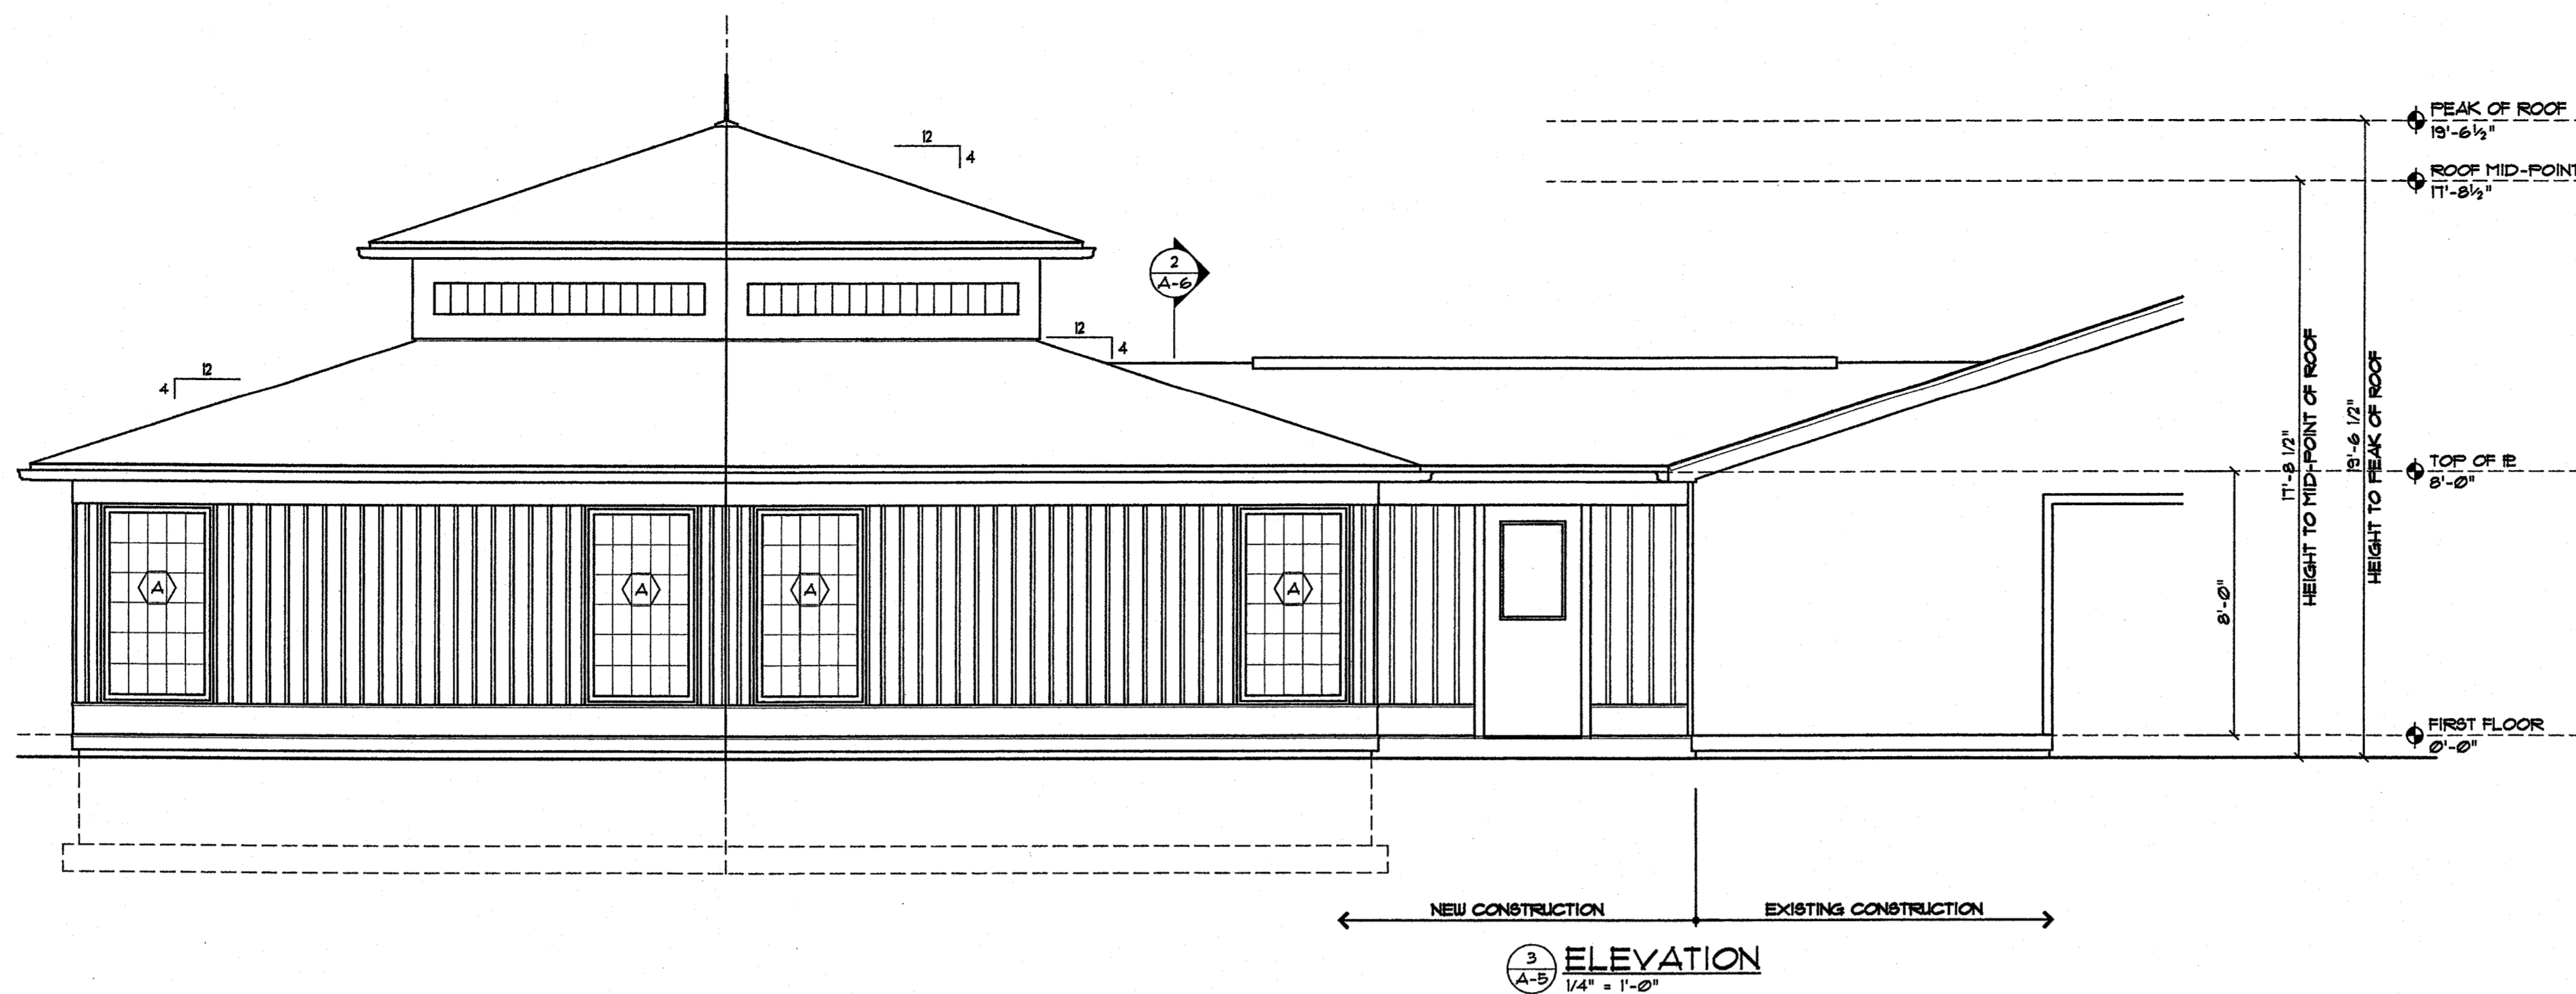 PEAK OF ROOF
19'-6½"
ROOF MID-POINT
17'-8½"
12
4
2
A-6
12
4
12
4
17'-8 1/2"
HEIGHT TO MID-POINT OF ROOF
19'-6 1/2"
HEIGHT TO PEAK OF ROOF
TOP OF PL
8'-0"
A
A
A
A
8'-0"
FIRST FLOOR
0'-0"
NEW CONSTRUCTION
EXISTING CONSTRUCTION
3
A-5
ELEVATION
1/4" = 1'-0"